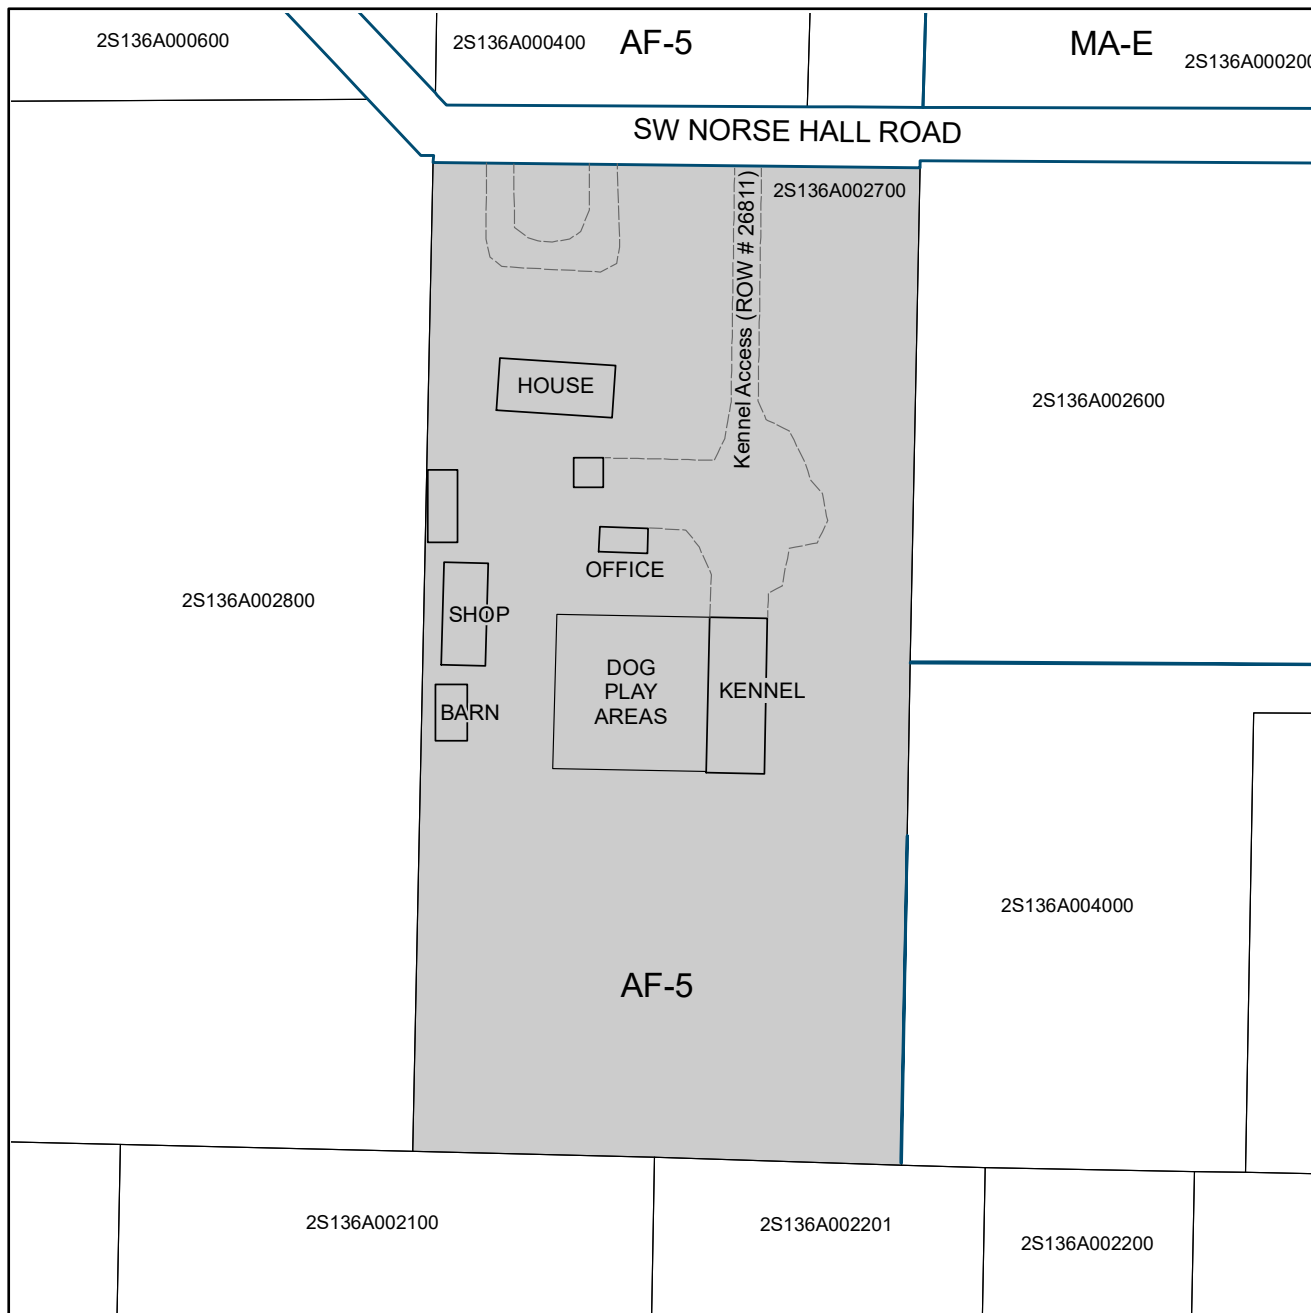 2S136A000600
2S136A000400
AF-5
MA-E
2S136A000200
SW NORSE HALL ROAD
2S136A002700
Kennel Access (ROW # 26811)
HOUSE
2S136A002600
OFFICE
2S136A002800
SHOP
DOG
PLAY
AREAS
KENNEL
BARN
2S136A004000
AF-5
2S136A002100
2S136A002201
2S136A002200